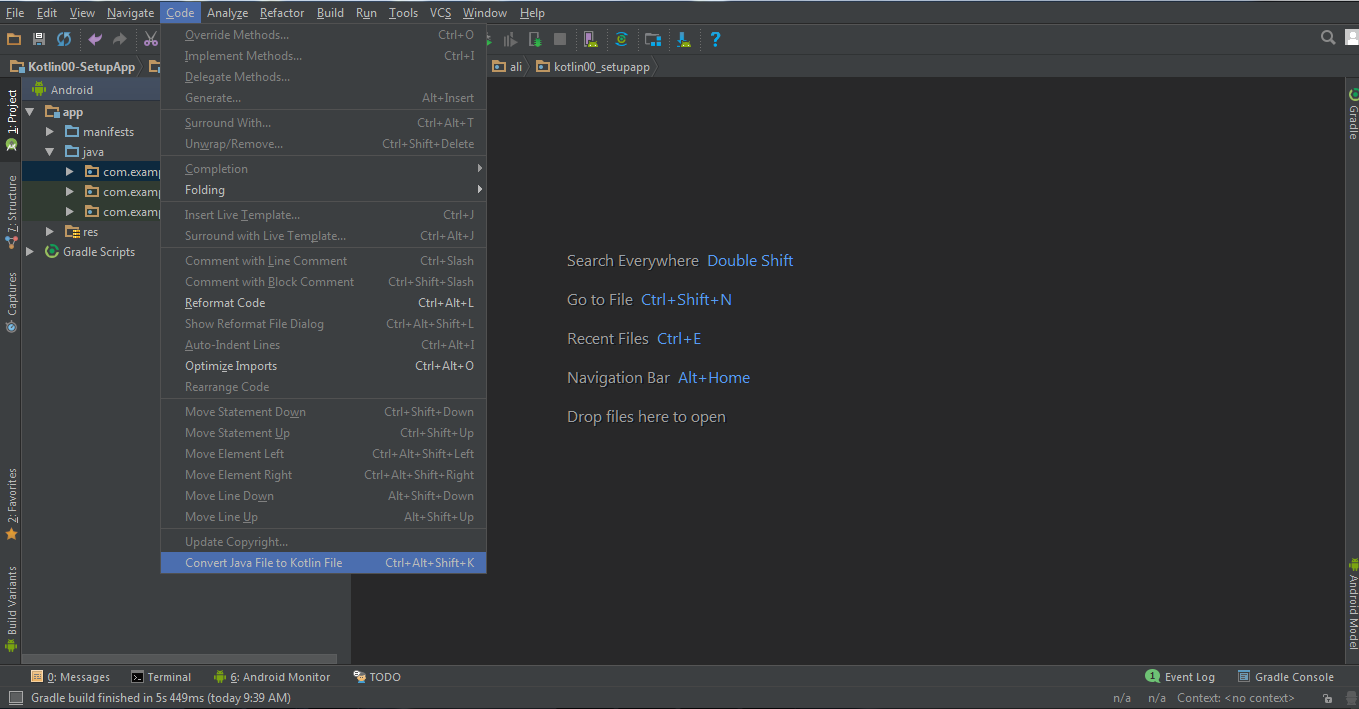 File Edit View Navigate Code Analyze Refactor Build Run Tools VCS Window Help
Kotlin00-SetupApp ali kotlin00_setupapp
Android
app
manifests
java
com.examp
com.examp
com.examp
res
Gradle Scripts
1: Project
7: Structure
Captures
2: Favorites
Build Variants
Override Methods... Ctrl+O
Implement Methods... Ctrl+I
Delegate Methods...
Generate... Alt+Insert
Surround With... Ctrl+Alt+T
Unwrap/Remove... Ctrl+Shift+Delete
Completion
Folding
Insert Live Template... Ctrl+J
Surround with Live Template... Ctrl+Alt+J
Comment with Line Comment Ctrl+Slash
Comment with Block Comment Ctrl+Shift+Slash
Reformat Code Ctrl+Alt+L
Show Reformat File Dialog Ctrl+Alt+Shift+L
Auto-Indent Lines Ctrl+Alt+I
Optimize Imports Ctrl+Alt+O
Rearrange Code
Move Statement Down Ctrl+Shift+Down
Move Statement Up Ctrl+Shift+Up
Move Element Left Ctrl+Alt+Shift+Left
Move Element Right Ctrl+Alt+Shift+Right
Move Line Down Alt+Shift+Down
Move Line Up Alt+Shift+Up
Update Copyright...
Convert Java File to Kotlin File Ctrl+Alt+Shift+K
Search Everywhere Double Shift
Go to File Ctrl+Shift+N
Recent Files Ctrl+E
Navigation Bar Alt+Home
Drop files here to open
Gradle
Android Model
0: Messages Terminal 6: Android Monitor TODO 1 Event Log Gradle Console
Gradle build finished in 5s 449ms (today 9:39 AM) n/a n/a Context: <no context>